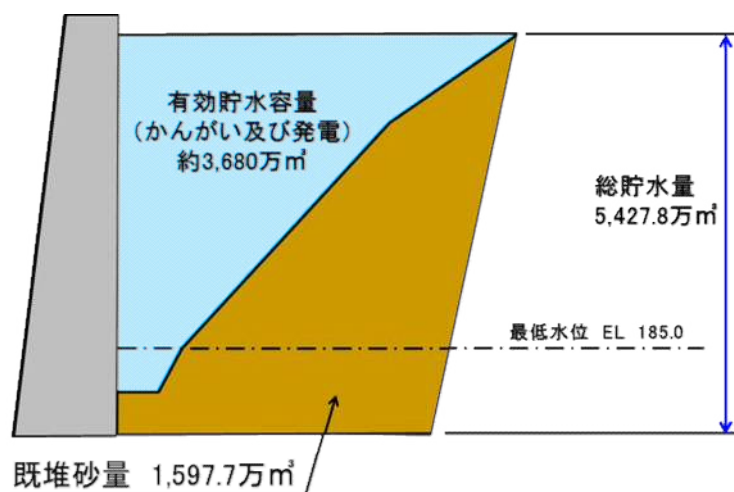 有効貯水容量
（かんがい及び発電）
約3,680万㎥
総貯水量
5,427.8万㎥
最低水位 EL 185.0
既堆砂量 1,597.7万㎥